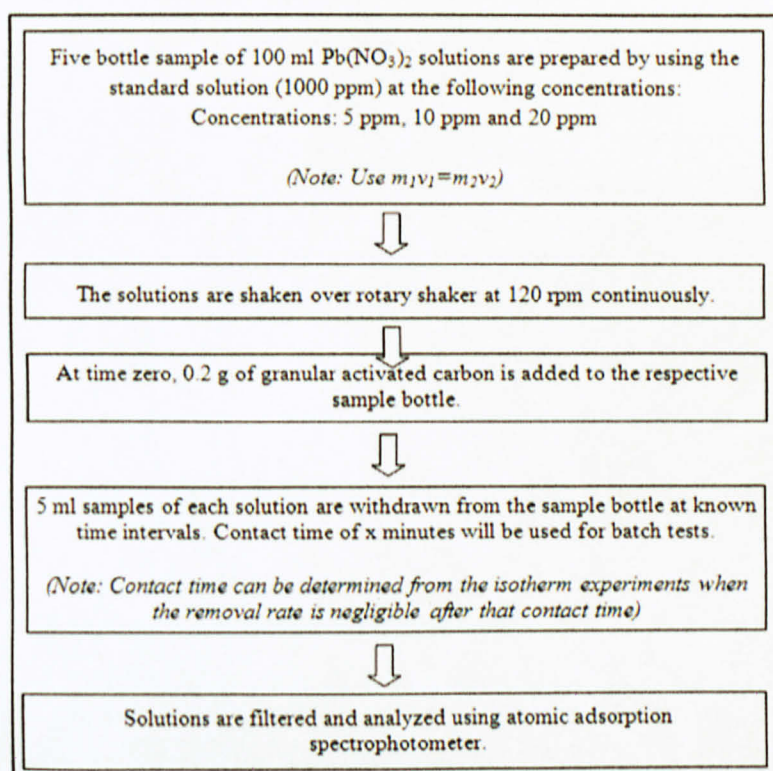 Five bottle sample of 100 ml Pb(NO₃)₂ solutions are prepared by using the
standard solution (1000 ppm) at the following concentrations:
Concentrations: 5 ppm, 10 ppm and 20 ppm
(Note: Use m₁v₁=m₂v₂)
The solutions are shaken over rotary shaker at 120 rpm continuously.
At time zero, 0.2 g of granular activated carbon is added to the respective
sample bottle.
5 ml samples of each solution are withdrawn from the sample bottle at known
time intervals. Contact time of x minutes will be used for batch tests.
(Note: Contact time can be determined from the isotherm experiments when
the removal rate is negligible after that contact time)
Solutions are filtered and analyzed using atomic adsorption
spectrophotometer.